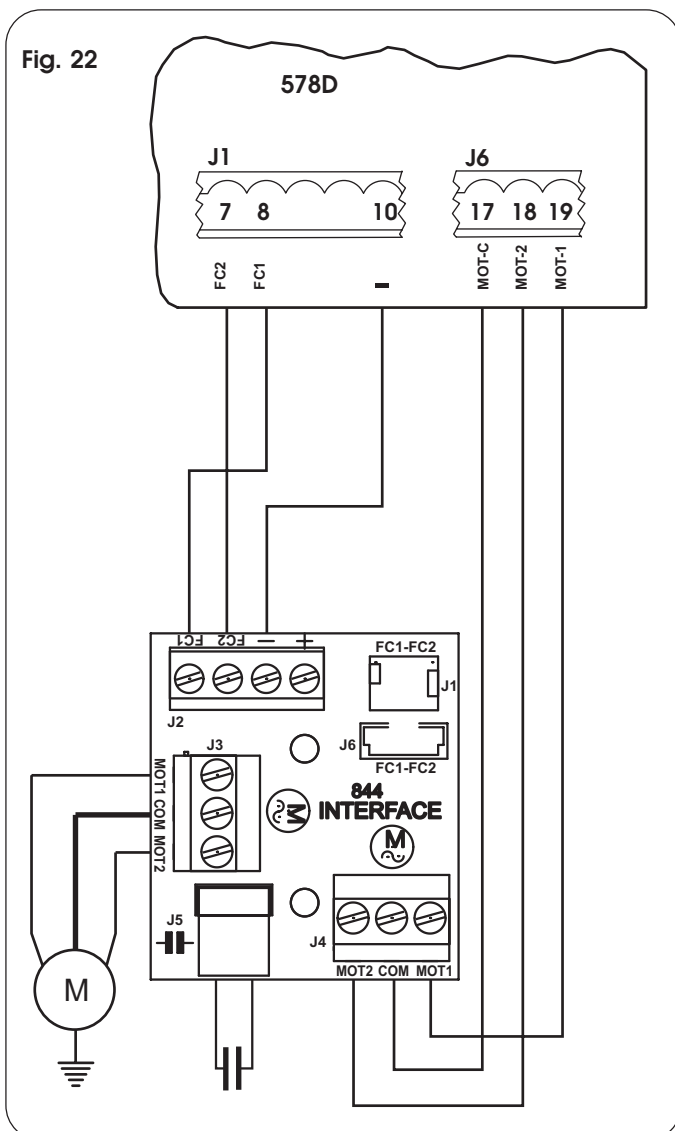 Fig. 22
578D
J1
J6
7 8 10
17 18 19
FC2
FC1
-
MOT-C
MOT-2
MOT-1
FC1 FC2 - +
FC1-FC2
J1
J2
J6
FC1-FC2
J3
MOT1 COM MOT2
844
INTERFACE
M
M
J5
J4
MOT2 COM MOT1
M